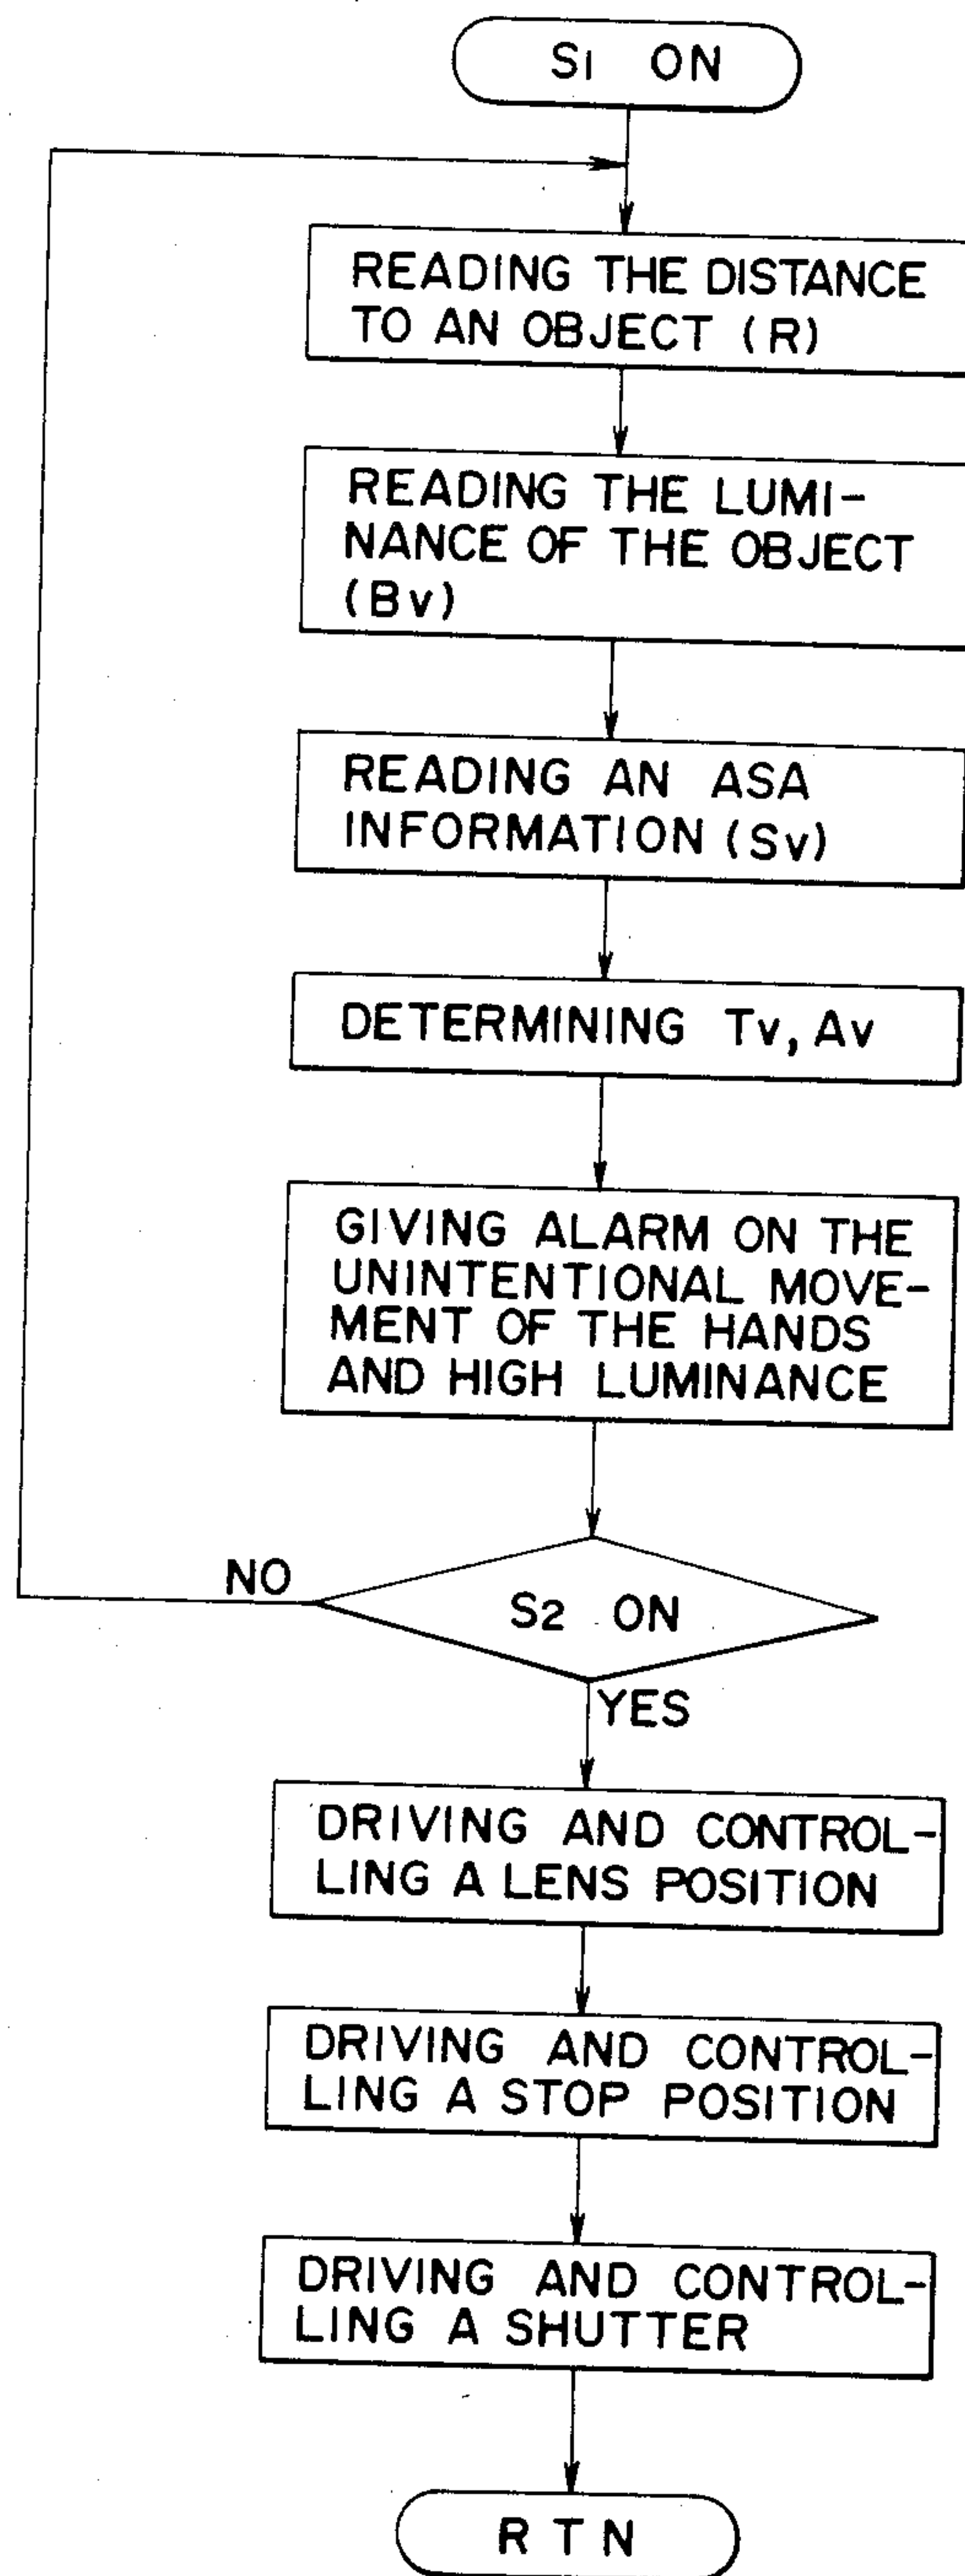 S1 ON
READING THE DISTANCE
TO AN OBJECT (R)
READING THE LUMI-
NANCE OF THE OBJECT
(Bv)
READING AN ASA
INFORMATION (Sv)
DETERMINING Tv, Av
GIVING ALARM ON THE
UNINTENTIONAL MOVE-
MENT OF THE HANDS
AND HIGH LUMINANCE
NO
S2 ON
YES
DRIVING AND CONTROL-
LING A LENS POSITION
DRIVING AND CONTROL-
LING A STOP POSITION
DRIVING AND CONTROL-
LING A SHUTTER
RTN